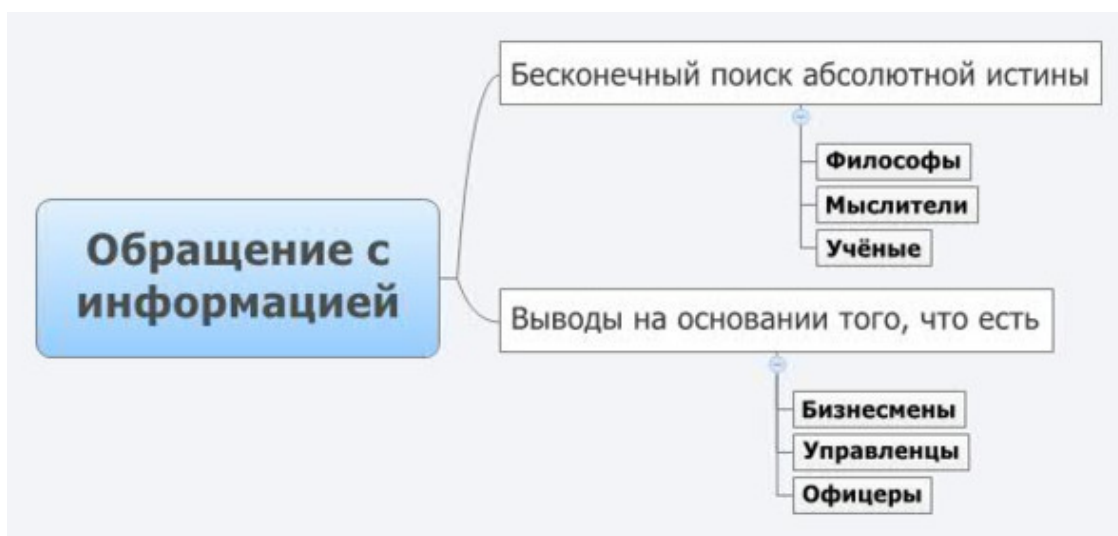 Обращение с
информацией
Бесконечный поиск абсолютной истины
Философы
Мыслители
Учёные
Выводы на основании того, что есть
Бизнесмены
Управленцы
Офицеры